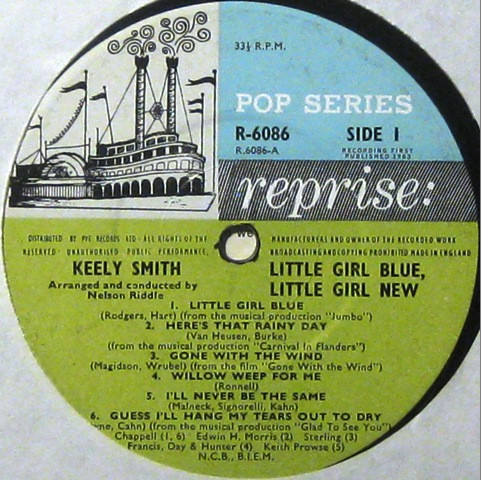 33⅓ R.P.M.
POP SERIES
R-6086 SIDE 1
R.6086-A RECORDING FIRST
PUBLISHED 1963
reprise:
DISTRIBUTED BY PYE RECORDS LTD - ALL RIGHTS OF THE MANUFACTURERS AND OWNER OF THE RECORDED WORK
RESERVED - UNAUTHORISED PUBLIC PERFORMANCE, BROADCASTING AND COPYING PROHIBITED MADE IN ENGLAND
KEELY SMITH LITTLE GIRL BLUE,
Arranged and conducted by LITTLE GIRL NEW
Nelson Riddle
1. LITTLE GIRL BLUE
(Rodgers, Hart) (from the musical production "Jumbo")
2. HERE'S THAT RAINY DAY
(Van Heusen, Burke)
(from the musical production "Carnival In Flanders")
3. GONE WITH THE WIND
(Magidson, Wrubel) (from the film "Gone With the Wind")
4. WILLOW WEEP FOR ME
(Ronnell)
5. I'LL NEVER BE THE SAME
(Malneck, Signorelli, Kahn)
6. GUESS I'LL HANG MY TEARS OUT TO DRY
yne, Cahn) (from the musical production "Glad To See You")
Chappell (1, 6) Edwin H. Morris (2) Sterling (3)
Francis, Day & Hunter (4) Keith Prowse (5)
N.C.B., B.I.E.M.